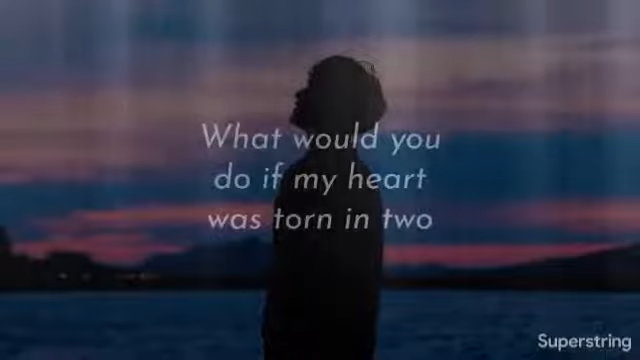 What would you
do if my heart
was torn in two
Superstring